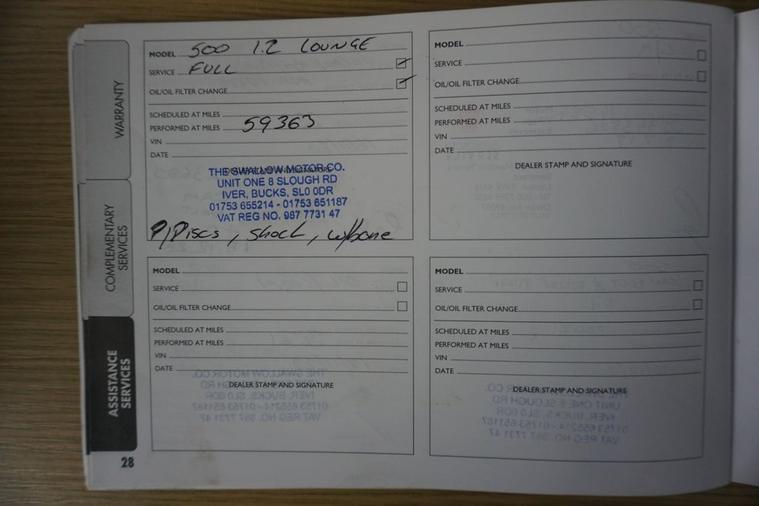 WARRANTY
COMPLEMENTARY
SERVICES
ASSISTANCE
SERVICES
MODEL 500 1.2 LOUNGE
SERVICE FULL
OIL/OIL FILTER CHANGE
SCHEDULED AT MILES
PERFORMED AT MILES 59363
VIN
DATE
THE SWALLOW MOTOR CO.
UNIT ONE 8 SLOUGH RD
IVER, BUCKS, SL0 0DR
01753 655214 - 01753 651187
VAT REG NO. 987 7731 47
P/Discs, shock, w/bone
MODEL
SERVICE
OIL/OIL FILTER CHANGE
SCHEDULED AT MILES
PERFORMED AT MILES
VIN
DATE
DEALER STAMP AND SIGNATURE
MODEL
SERVICE
OIL/OIL FILTER CHANGE
SCHEDULED AT MILES
PERFORMED AT MILES
VIN
DATE
DEALER STAMP AND SIGNATURE
MODEL
SERVICE
OIL/OIL FILTER CHANGE
SCHEDULED AT MILES
PERFORMED AT MILES
VIN
DATE
DEALER STAMP AND SIGNATURE
28